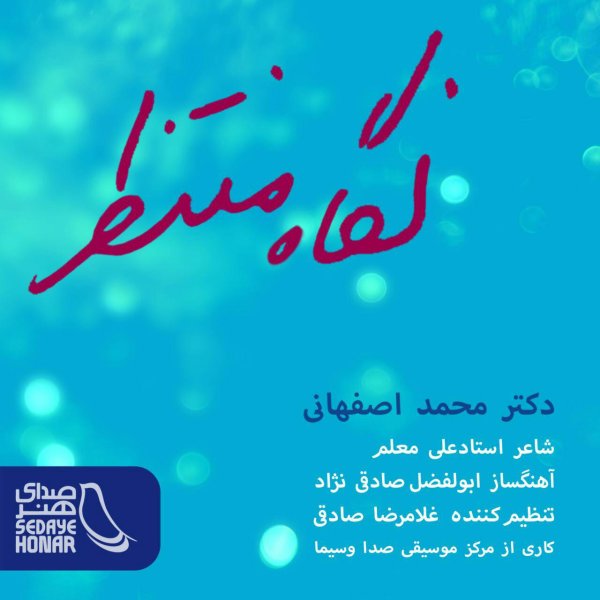 نگاه منتظر
دکتر محمد اصفهانی
شاعر استادعلی معلم
آهنگساز ابولفضل صادقی نژاد
تنظیم کننده غلامرضا صادقی
کاری از مرکز موسیقی صدا وسیما
صدای
هنر
SEDAYE
HONAR